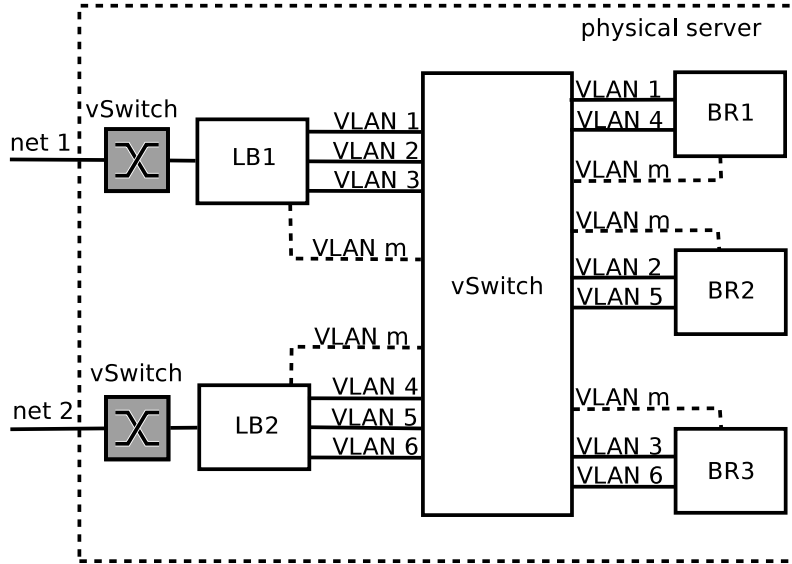 physical server
vSwitch
net 1
LB1
VLAN 1
VLAN 2
VLAN 3
VLAN m
VLAN m
vSwitch
net 2
LB2
VLAN 4
VLAN 5
VLAN 6
vSwitch
VLAN 1
VLAN 4
VLAN m
BR1
VLAN m
VLAN 2
VLAN 5
BR2
VLAN m
VLAN 3
VLAN 6
BR3